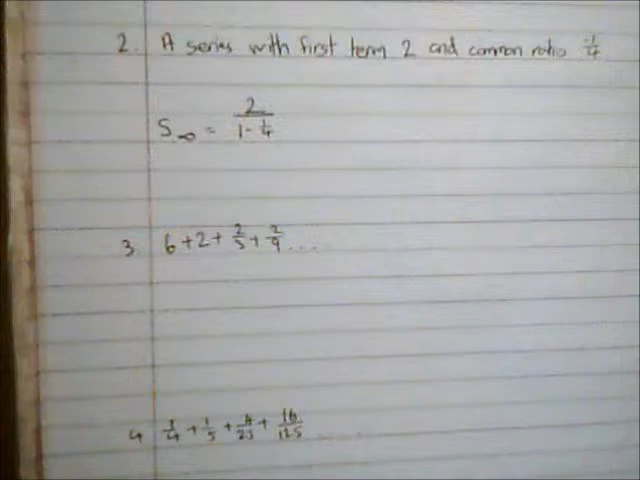 2. A series with first term 2 and common ratio 1/4
S∞ = 2/(1 - 1/4)
3 6 + 2 + 2/3 + 2/9 ...
4 1/4 + 1/5 + 4/25 + 16/125 .....